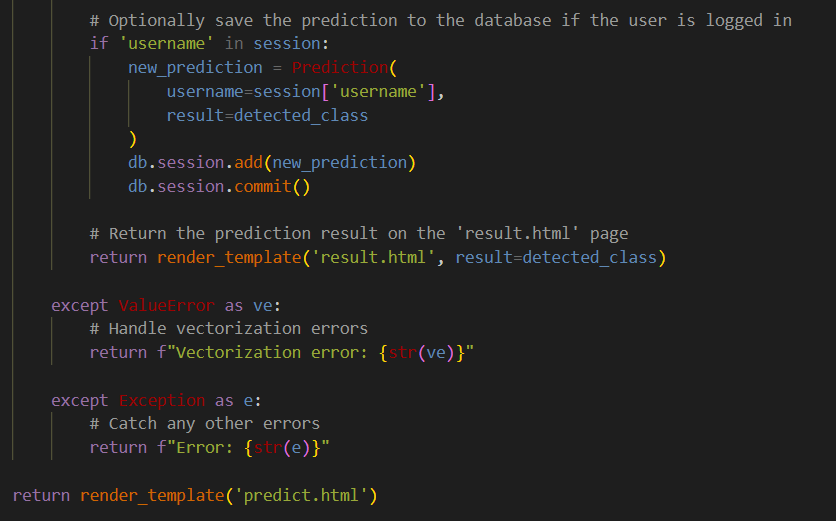 # Optionally save the prediction to the database if the user is logged in
if 'username' in session:
new_prediction = Prediction(
username=session['username'],
result=detected_class
)
db.session.add(new_prediction)
db.session.commit()
# Return the prediction result on the 'result.html' page
return render_template('result.html', result=detected_class)
except ValueError as ve:
# Handle vectorization errors
return f"Vectorization error: {str(ve)}"
except Exception as e:
# Catch any other errors
return f"Error: {str(e)}"
return render_template('predict.html')